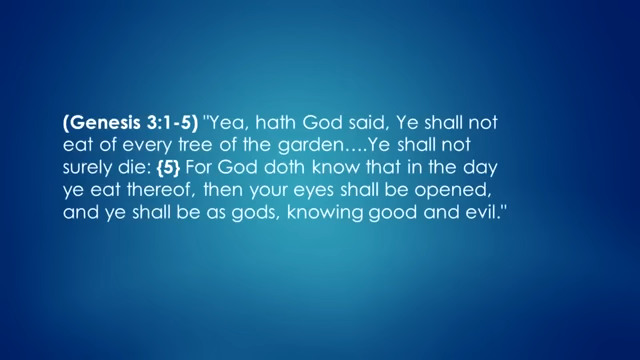 (Genesis 3:1-5) "Yea, hath God said, Ye shall not
eat of every tree of the garden....Ye shall not
surely die: {5} For God doth know that in the day
ye eat thereof, then your eyes shall be opened,
and ye shall be as gods, knowing good and evil."